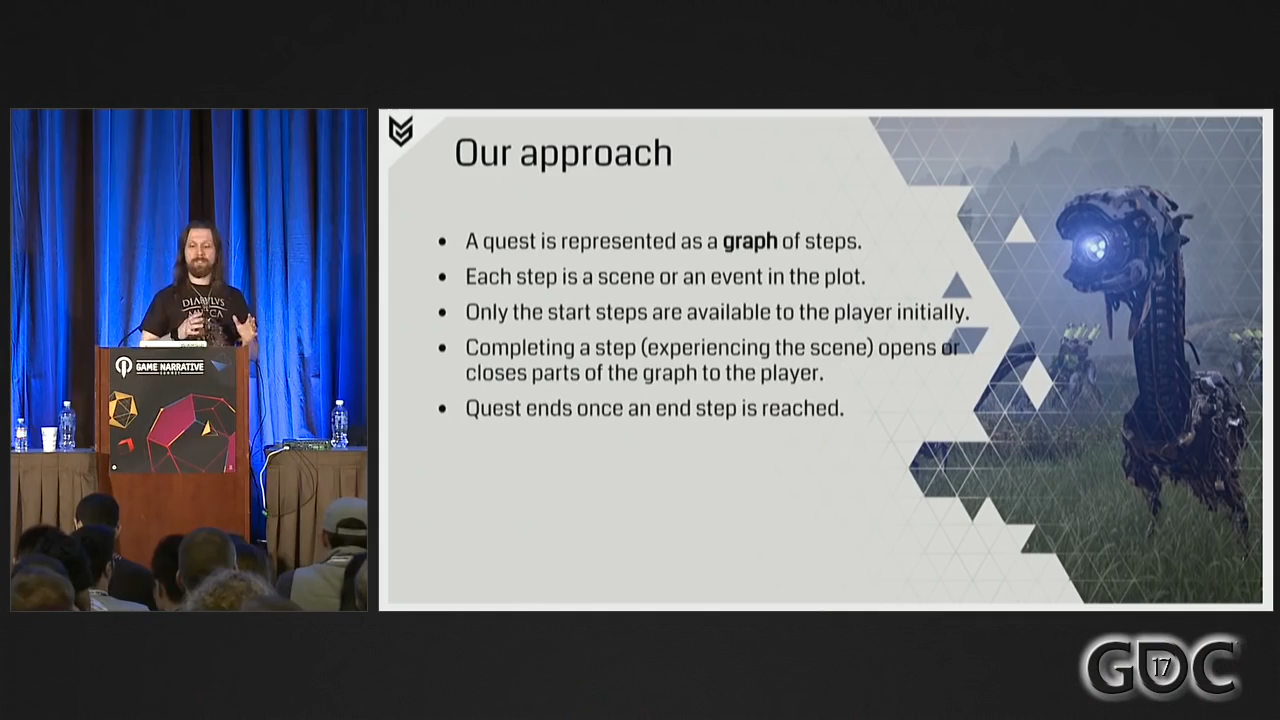 Our approach
• A quest is represented as a graph of steps.
• Each step is a scene or an event in the plot.
• Only the start steps are available to the player initially.
• Completing a step (experiencing the scene) opens or
closes parts of the graph to the player.
• Quest ends once an end step is reached.
GAME NARRATIVE
SUMMIT
GDC
17